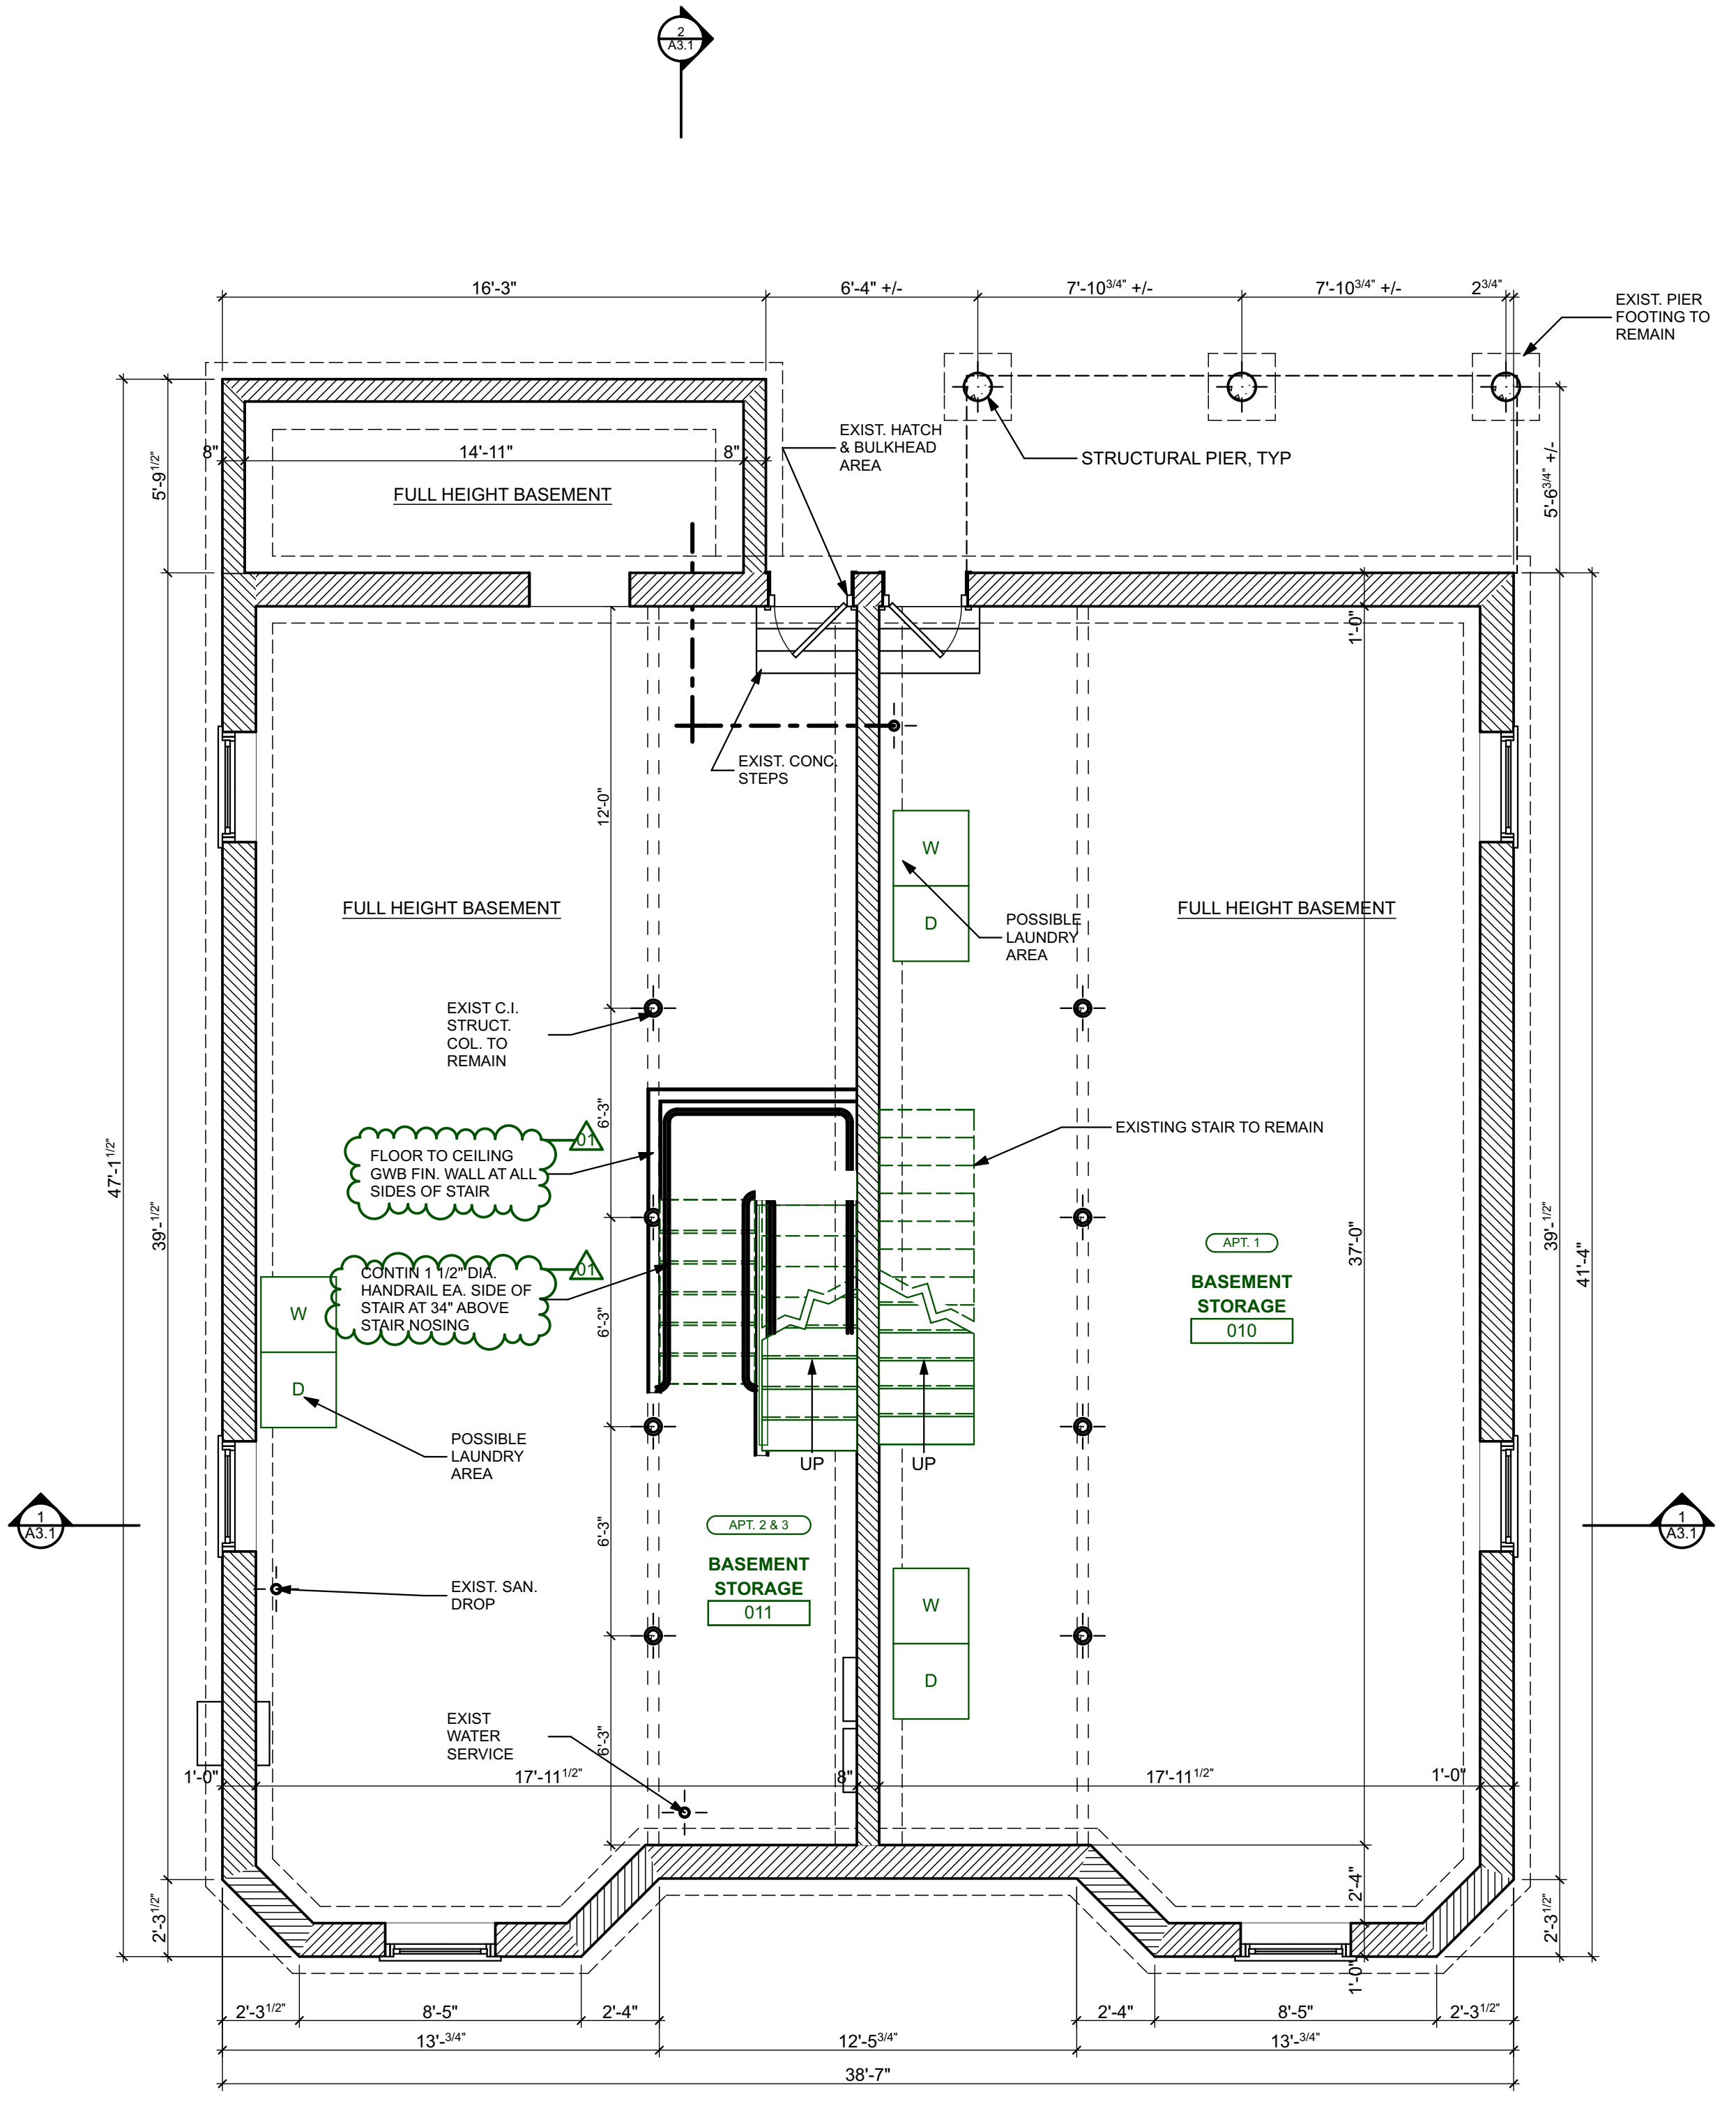 2
A3.1
16'-3"
6'-4" +/-
7'-10 3/4" +/-
7'-10 3/4" +/-
2 3/4"
EXIST. PIER
FOOTING TO
REMAIN
EXIST. HATCH
& BULKHEAD
AREA
STRUCTURAL PIER, TYP
8"
14'-11"
8"
5'-9 1/2"
5'-6 3/4" +/-
FULL HEIGHT BASEMENT
1'-0"
EXIST. CONC.
STEPS
12'-0"
W
D
POSSIBLE
LAUNDRY
AREA
FULL HEIGHT BASEMENT
FULL HEIGHT BASEMENT
EXIST C.I.
STRUCT.
COL. TO
REMAIN
6'-3"
EXISTING STAIR TO REMAIN
01
FLOOR TO CEILING
GWB FIN. WALL AT ALL
SIDES OF STAIR
47'-1 1/2"
39'- 1/2"
37'-0"
39'- 1/2"
41'-4"
APT. 1
BASEMENT
STORAGE
010
01
CONTIN 1 1/2" DIA.
HANDRAIL EA. SIDE OF
STAIR AT 34" ABOVE
STAIR NOSING
6'-3"
W
D
POSSIBLE
LAUNDRY
AREA
UP
UP
1
A3.1
1
A3.1
6'-3"
APT. 2 & 3
BASEMENT
STORAGE
011
EXIST. SAN.
DROP
W
D
EXIST
WATER
SERVICE
6'-3"
1'-0"
17'-11 1/2"
8"
17'-11 1/2"
1'-0"
2'-3 1/2"
2'-4"
2'-3 1/2"
1'-0"
2'-3 1/2"
8'-5"
2'-4"
2'-4"
8'-5"
2'-3 1/2"
13'- 3/4"
12'-5 3/4"
13'- 3/4"
38'-7"